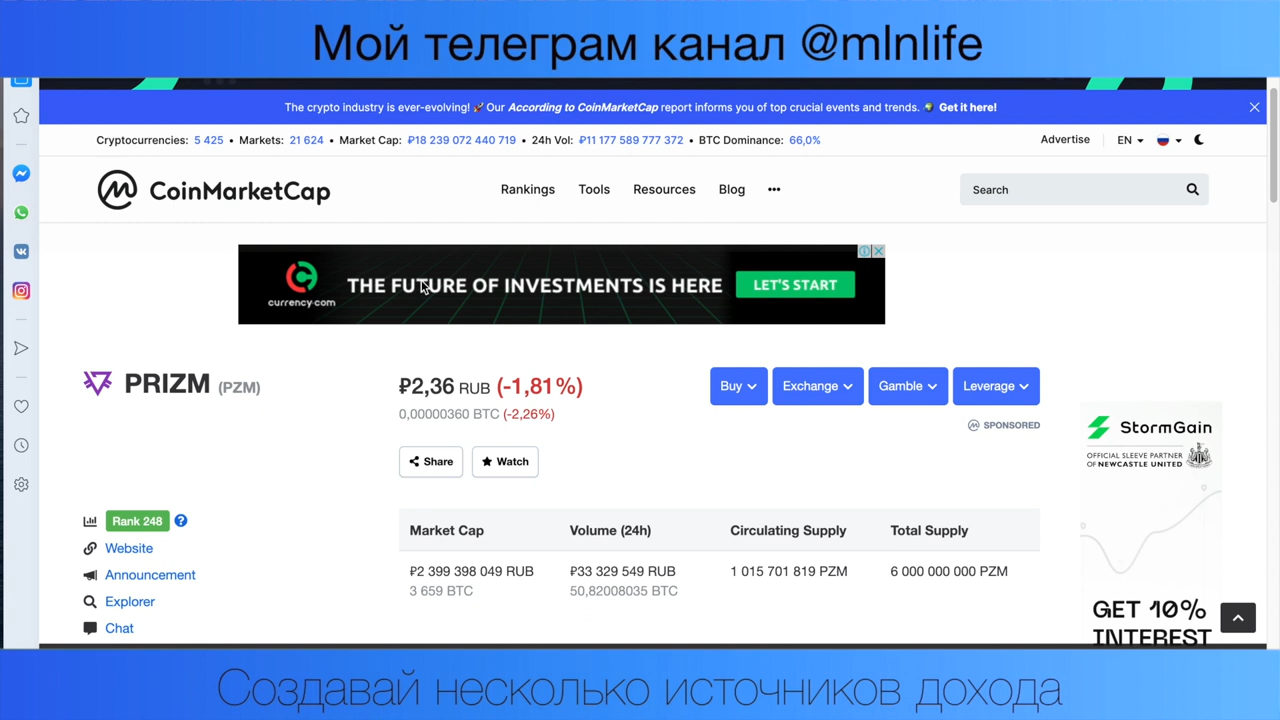 Мой телеграм канал @mlnlife
The crypto industry is ever-evolving! 🚀 Our According to CoinMarketCap report informs you of top crucial events and trends. 🌍 Get it here!
Cryptocurrencies: 5 425 • Markets: 21 624 • Market Cap: ₽18 239 072 440 719 • 24h Vol: ₽11 177 589 777 372 • BTC Dominance: 66,0%
Advertise EN
CoinMarketCap
Rankings Tools Resources Blog •••
Search
currency.com
THE FUTURE OF INVESTMENTS IS HERE
LET'S START
PRIZM (PZM)
₽2,36 RUB (-1,81%)
0,00000360 BTC (-2,26%)
Buy Exchange Gamble Leverage
SPONSORED
Share Watch
StormGain
OFFICIAL SLEEVE PARTNER
OF NEWCASTLE UNITED
Rank 248
Website
Announcement
Explorer
Chat
Market Cap Volume (24h) Circulating Supply Total Supply
₽2 399 398 049 RUB ₽33 329 549 RUB 1 015 701 819 PZM 6 000 000 000 PZM
3 659 BTC 50,82008035 BTC
GET 10%
INTEREST
Создавай несколько источников дохода